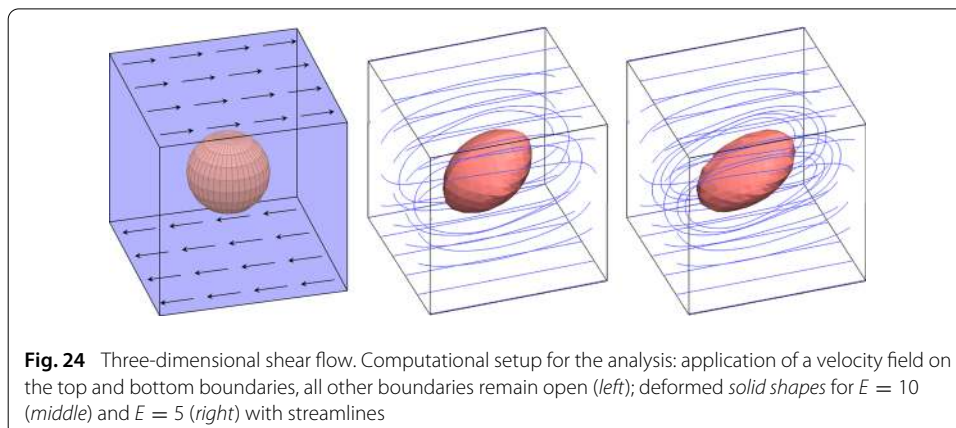 Fig. 24 Three-dimensional shear flow. Computational setup for the analysis: application of a velocity field on
the top and bottom boundaries, all other boundaries remain open (left); deformed solid shapes for E = 10
(middle) and E = 5 (right) with streamlines